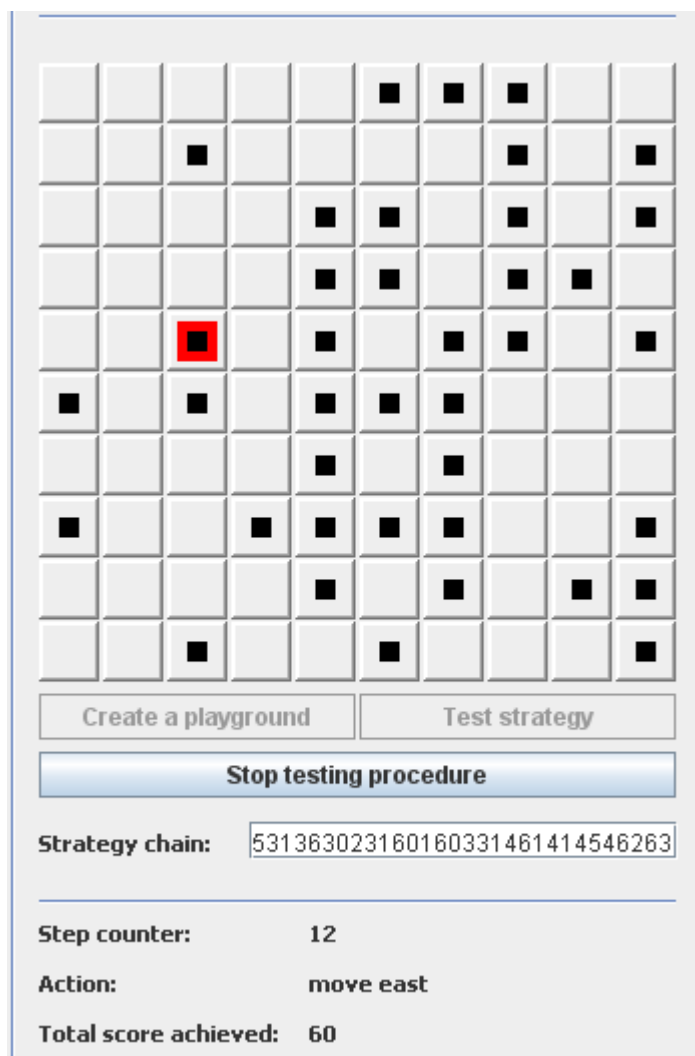 Create a playground
Test strategy
Stop testing procedure
Strategy chain: 531363023160160331461414546263
Step counter: 12
Action: move east
Total score achieved: 60